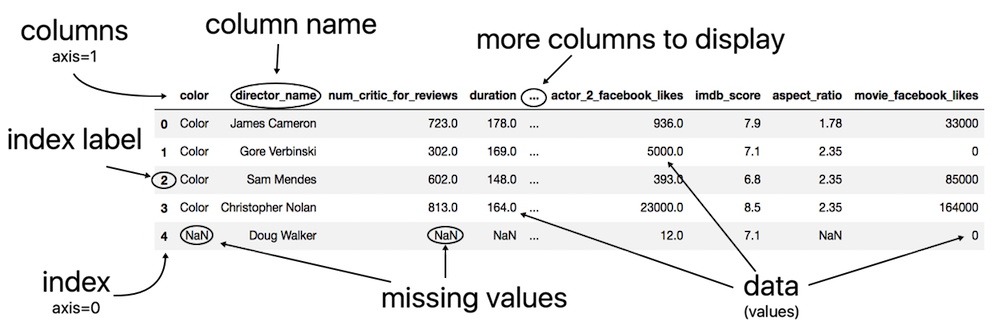 columns
axis=1
column name
more columns to display
color director_name num_critic_for_reviews duration ... actor_2_facebook_likes imdb_score aspect_ratio movie_facebook_likes
0 Color James Cameron 723.0 178.0 ... 936.0 7.9 1.78 33000
index label
1 Color Gore Verbinski 302.0 169.0 ... 5000.0 7.1 2.35 0
2 Color Sam Mendes 602.0 148.0 ... 393.0 6.8 2.35 85000
3 Color Christopher Nolan 813.0 164.0 ... 23000.0 8.5 2.35 164000
4 NaN Doug Walker NaN NaN ... 12.0 7.1 NaN 0
index
axis=0
missing values
data
(values)